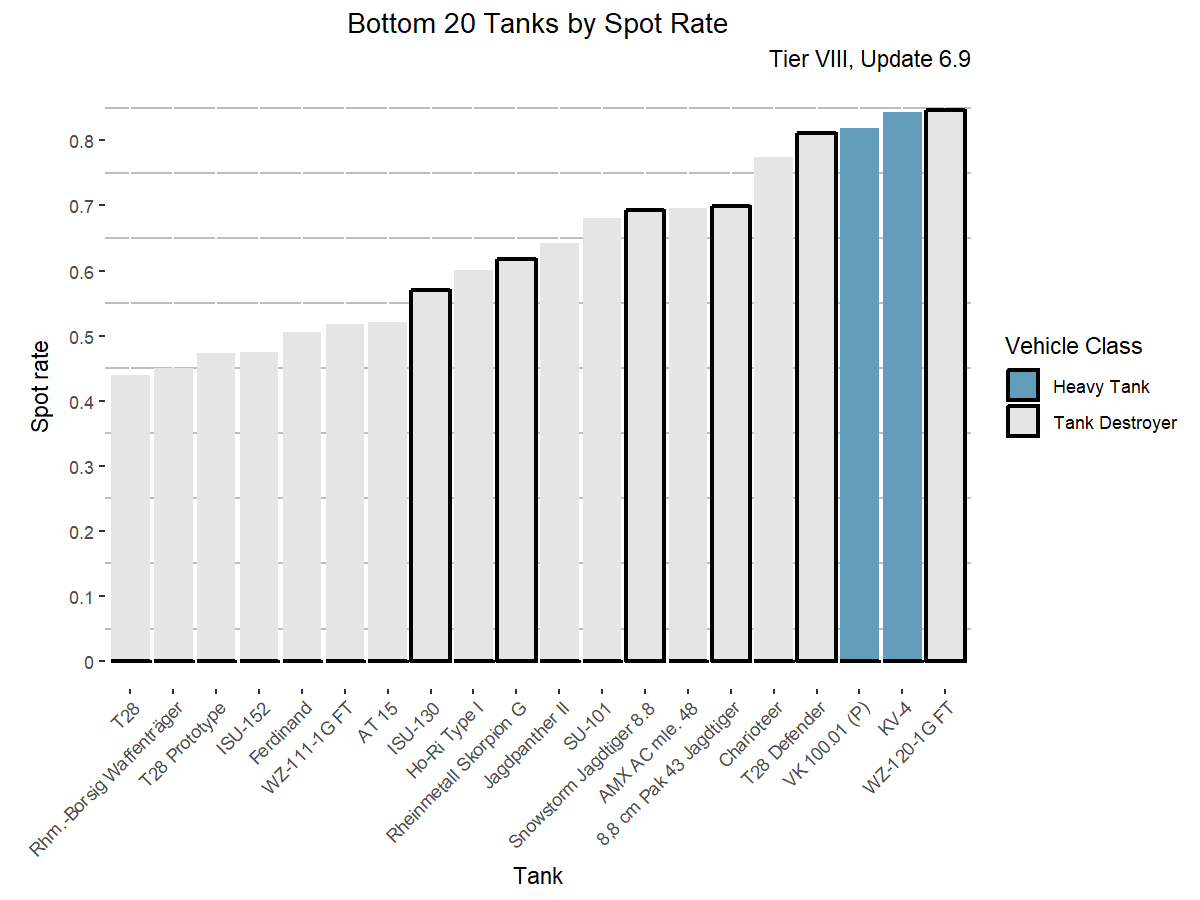 Bottom 20 Tanks by Spot Rate
Tier VIII, Update 6.9
Spot rate
0.8
0.7
0.6
0.5
0.4
0.3
0.2
0.1
0
T28
Rhm.-Borsig Waffenträger
T28 Prototype
ISU-152
Ferdinand
WZ-111-1G FT
AT 15
ISU-130
Ho-Ri Type I
Rheinmetall Skorpion G
Jagdpanther II
SU-101
Snowstorm Jagdtiger 8.8
AMX AC mle. 48
8,8 cm Pak 43 Jagdtiger
Charioteer
T28 Defender
VK 100.01 (P)
KV-4
WZ-120-1G FT
Tank
Vehicle Class
Heavy Tank
Tank Destroyer